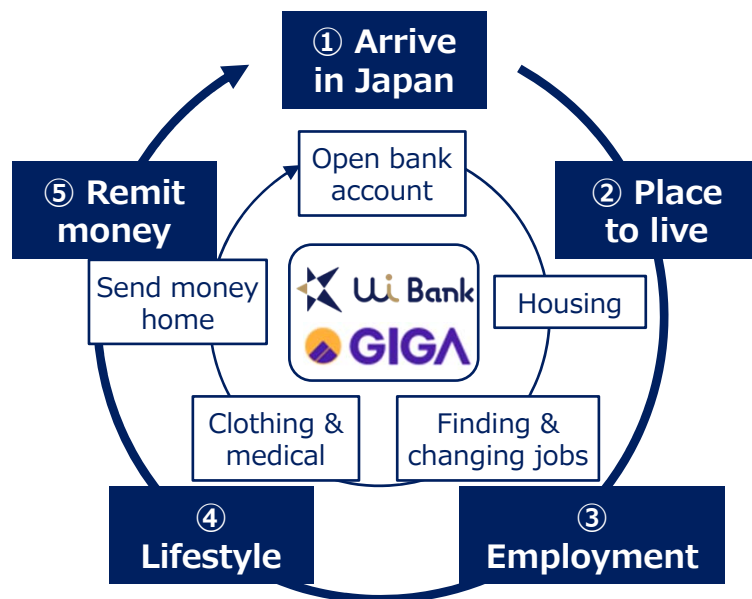 ① Arrive
in Japan
Open bank
account
② Place
to live
Housing
③
Employment
Finding &
changing jobs
④
Lifestyle
Clothing &
medical
⑤ Remit
money
Send money
home
Ui Bank
GIGA